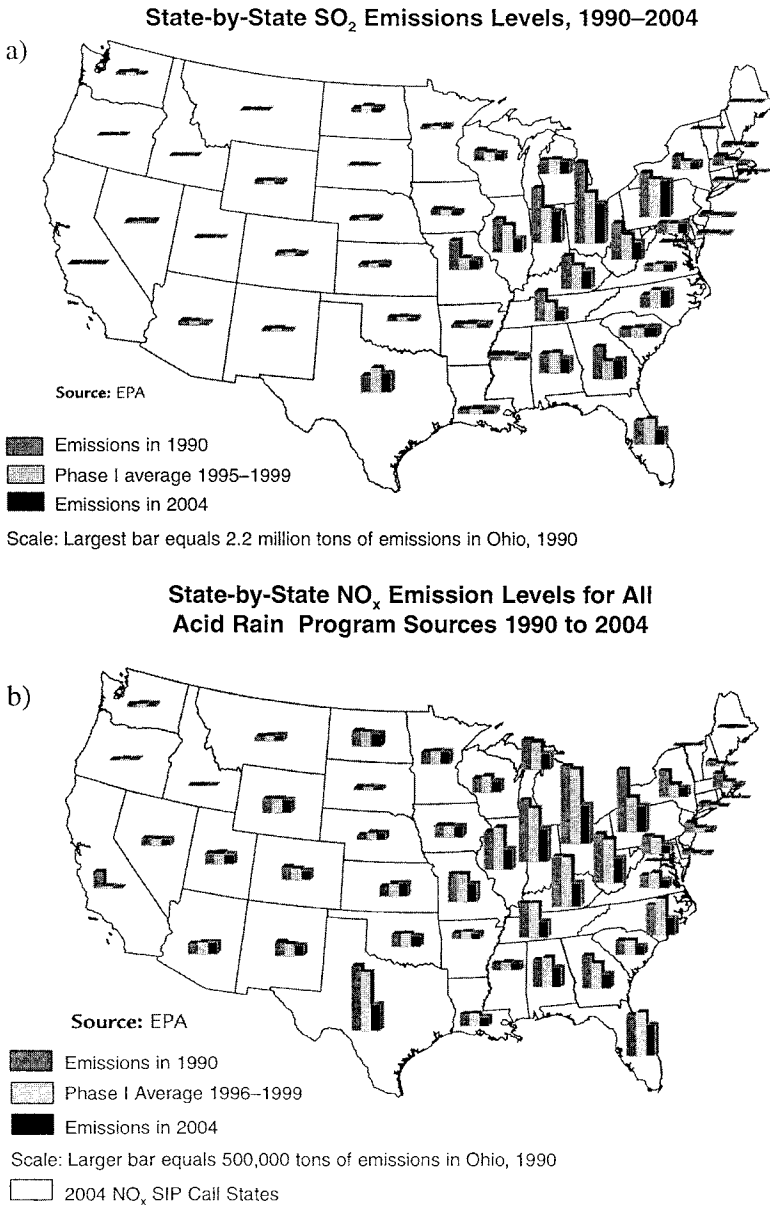 State-by-State SO2 Emissions Levels, 1990–2004
a)
Source: EPA
Emissions in 1990
Phase I average 1995–1999
Emissions in 2004
Scale: Largest bar equals 2.2 million tons of emissions in Ohio, 1990
State-by-State NOx Emission Levels for All
Acid Rain Program Sources 1990 to 2004
b)
Source: EPA
Emissions in 1990
Phase I Average 1996–1999
Emissions in 2004
Scale: Larger bar equals 500,000 tons of emissions in Ohio, 1990
2004 NOx SIP Call States